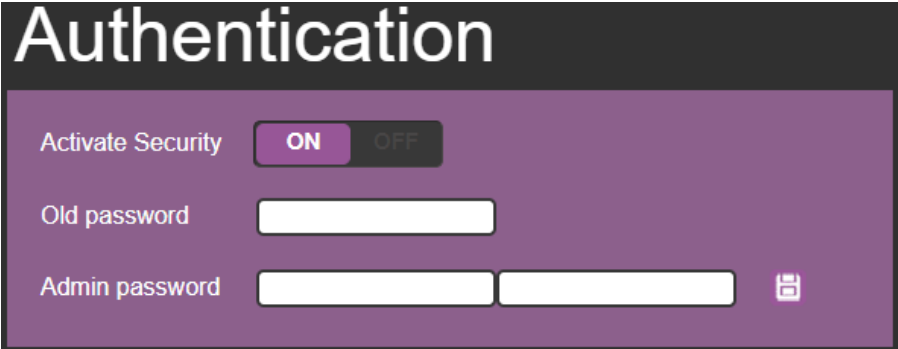 Authentication
Activate Security ON OFF
Old password
Admin password